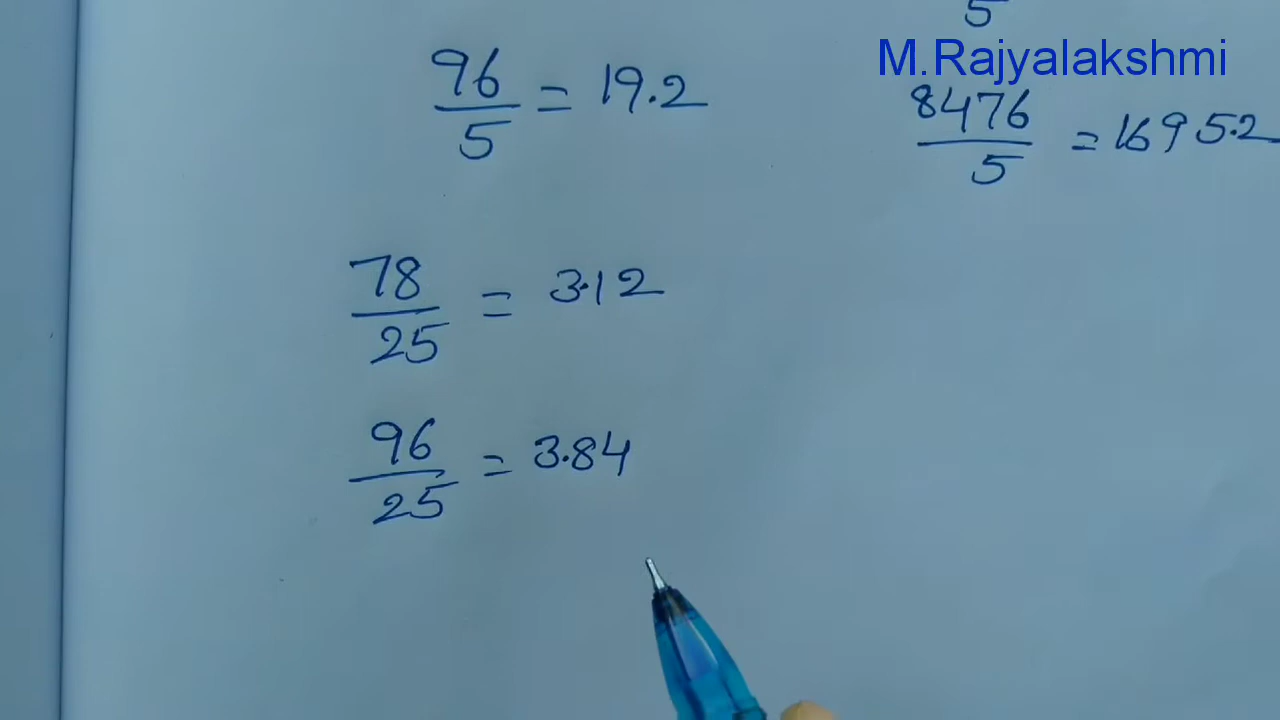 5
M.Rajyalakshmi
96/5 = 19.2
8476/5 = 1695.2
78/25 = 3.12
96/25 = 3.84